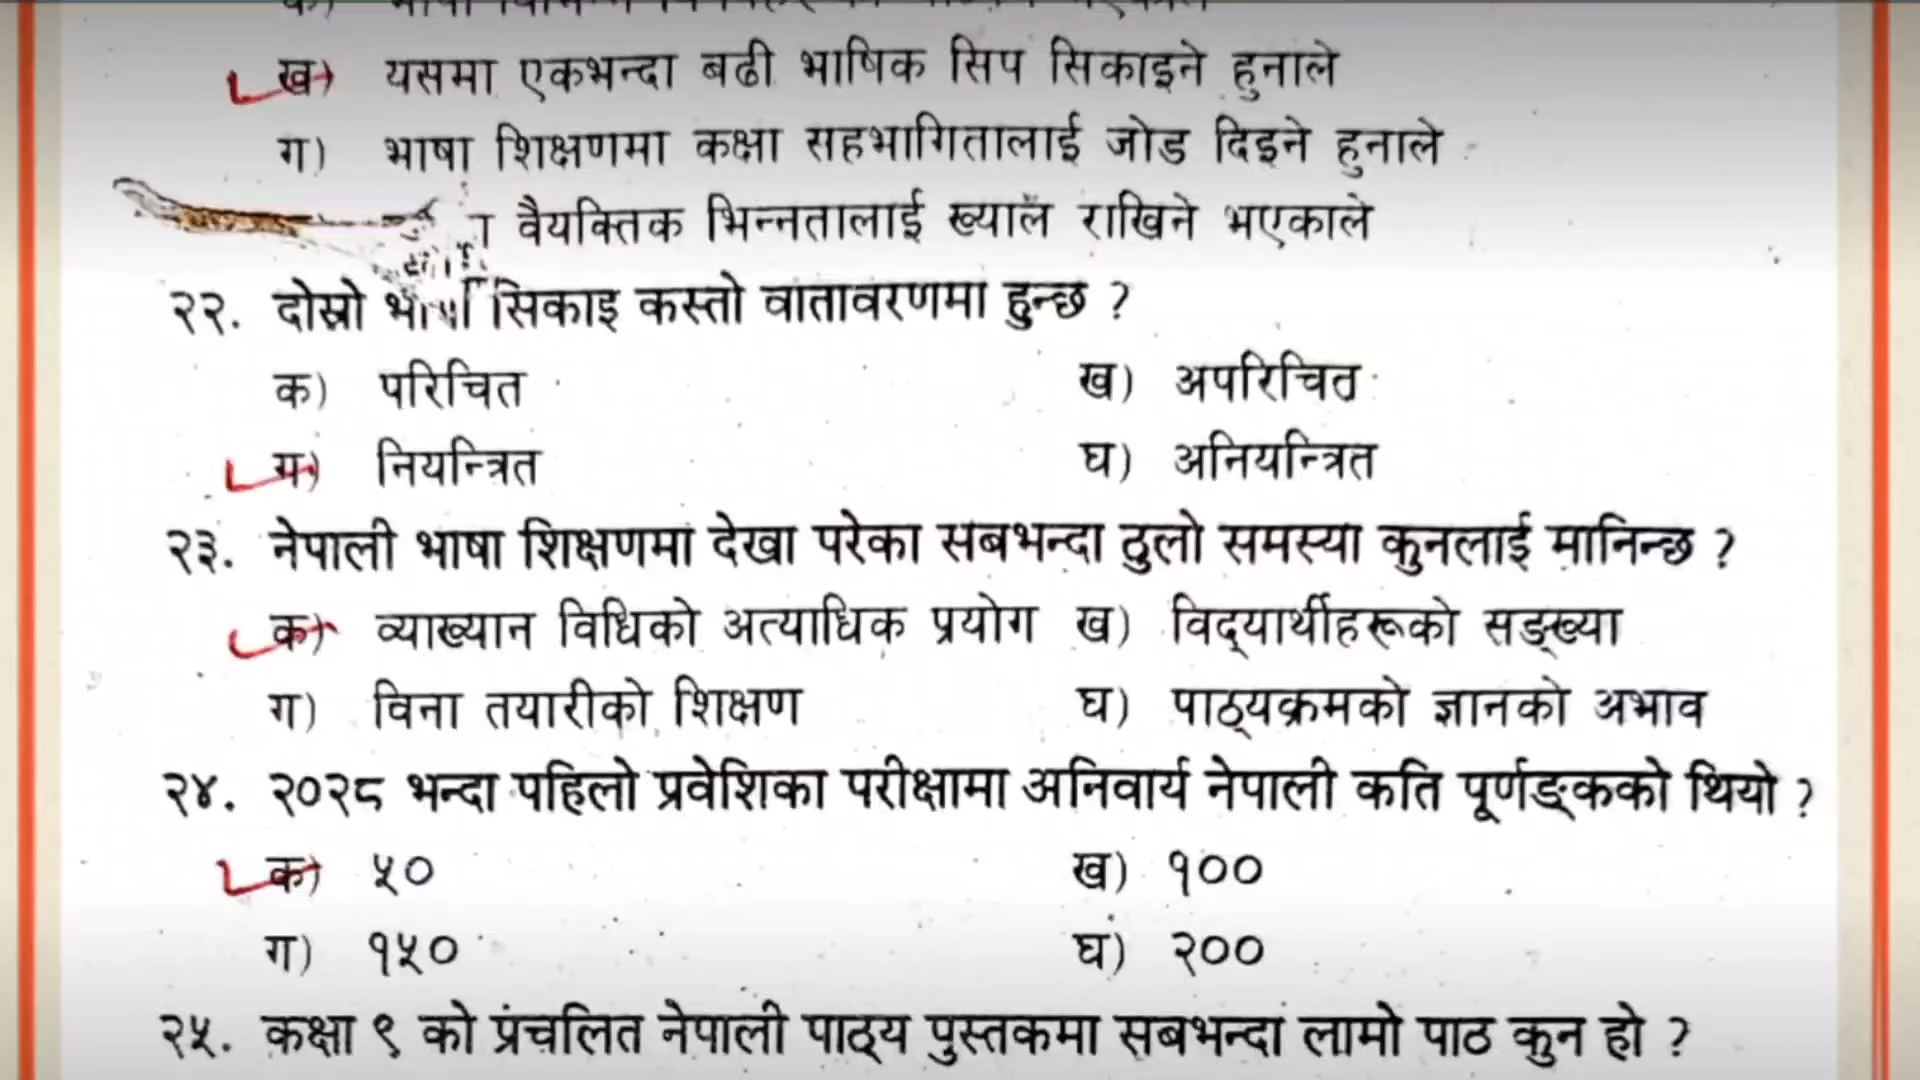 ख) यसमा एकभन्दा बढी भाषिक सिप सिकाइने हुनाले
ग) भाषा शिक्षणमा कक्षा सहभागितालाई जोड दिइने हुनाले
वैयक्तिक भिन्नतालाई ख्याल राखिने भएकाले
२२. दोस्रो भाषा सिकाइ कस्तो वातावरणमा हुन्छ ?
क) परिचित ख) अपरिचित
ग) नियन्त्रित घ) अनियन्त्रित
२३. नेपाली भाषा शिक्षणमा देखा परेका सबभन्दा ठुलो समस्या कुनलाई मानिन्छ ?
क) व्याख्यान विधिको अत्याधिक प्रयोग ख) विद्यार्थीहरूको सङ्ख्या
ग) विना तयारीको शिक्षण घ) पाठ्यक्रमको ज्ञानको अभाव
२४. २०२८ भन्दा पहिलो प्रवेशिका परीक्षामा अनिवार्य नेपाली कति पूर्णङ्कको थियो ?
क) ५० ख) १००
ग) १५० घ) २००
२५. कक्षा ९ को प्रंचलित नेपाली पाठ्य पुस्तकमा सबभन्दा लामो पाठ कुन हो ?